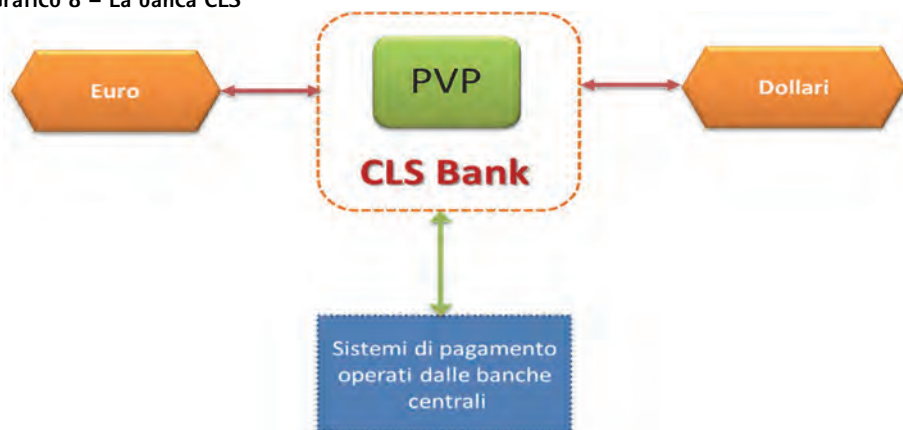 Grafico 8 – La banca CLS
Euro
PVP
Dollari
CLS Bank
Sistemi di pagamento
operati dalle banche
centrali